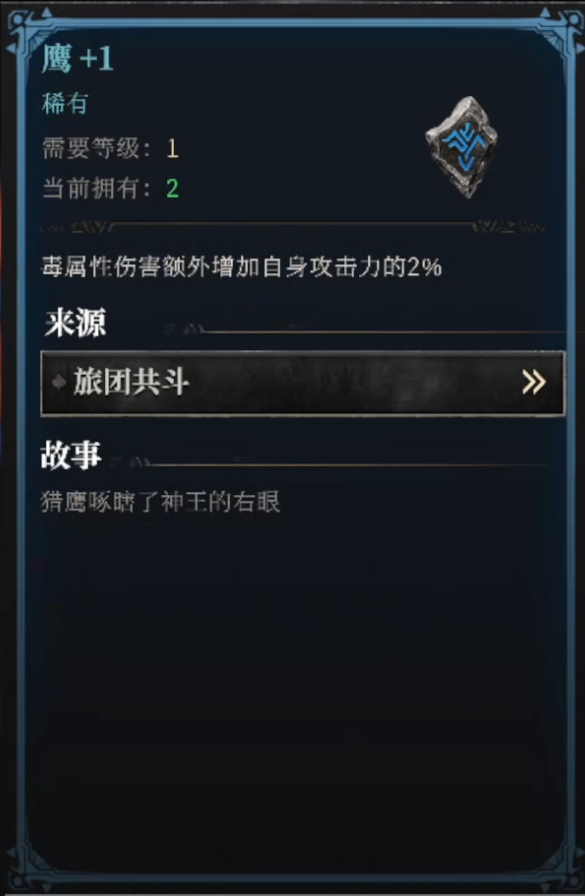 鹰 +1
稀有
需要等级：1
当前拥有：2
毒属性伤害额外增加自身攻击力的2%
来源
旅团共斗
故事
猎鹰啄瞎了神王的右眼